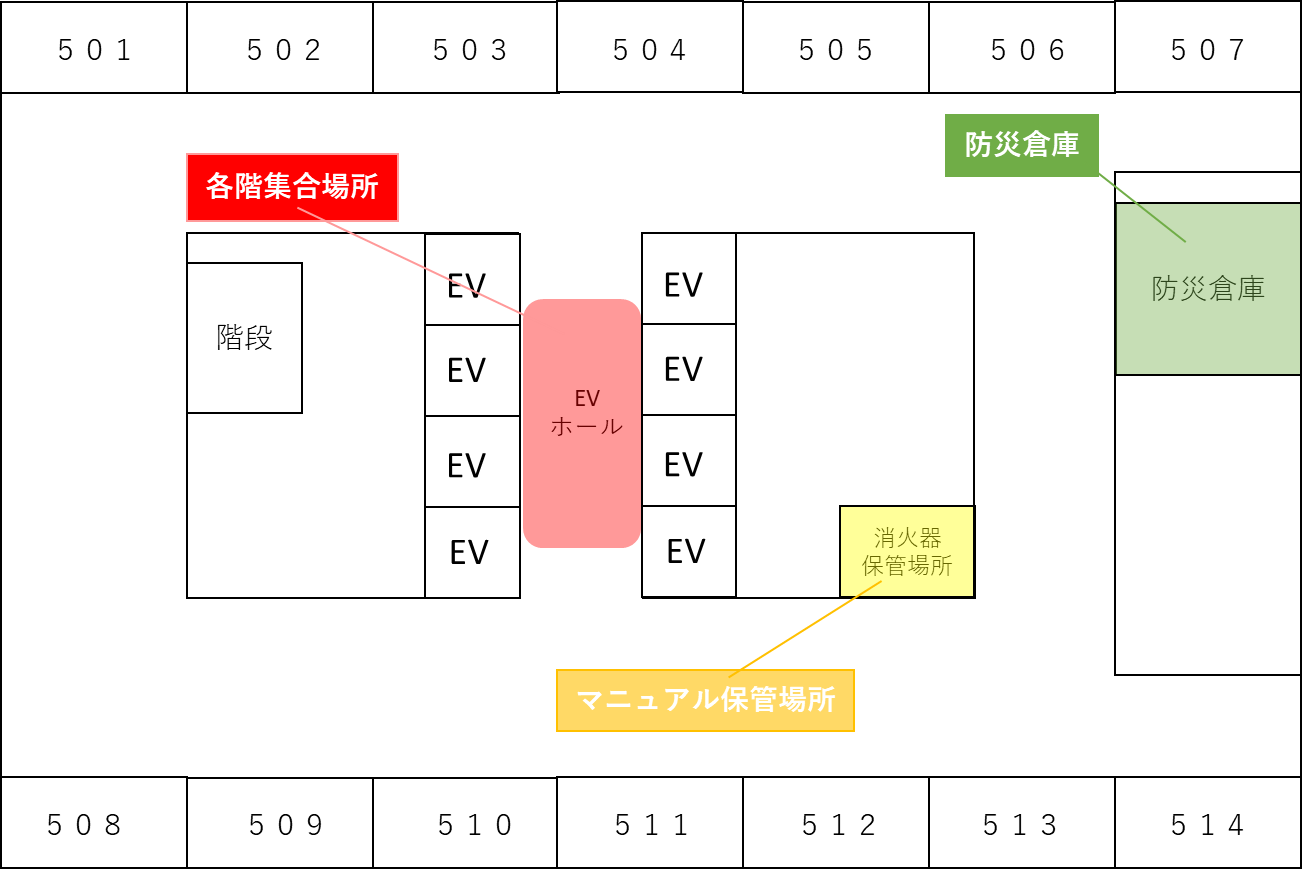 ５０１
５０２
５０３
５０４
５０５
５０６
５０７
防災倉庫
各階集合場所
階段
EV
EV
EV
EV
EV
ホール
EV
EV
EV
EV
防災倉庫
消火器
保管場所
マニュアル保管場所
５０８
５０９
５１０
５１１
５１２
５１３
５１４